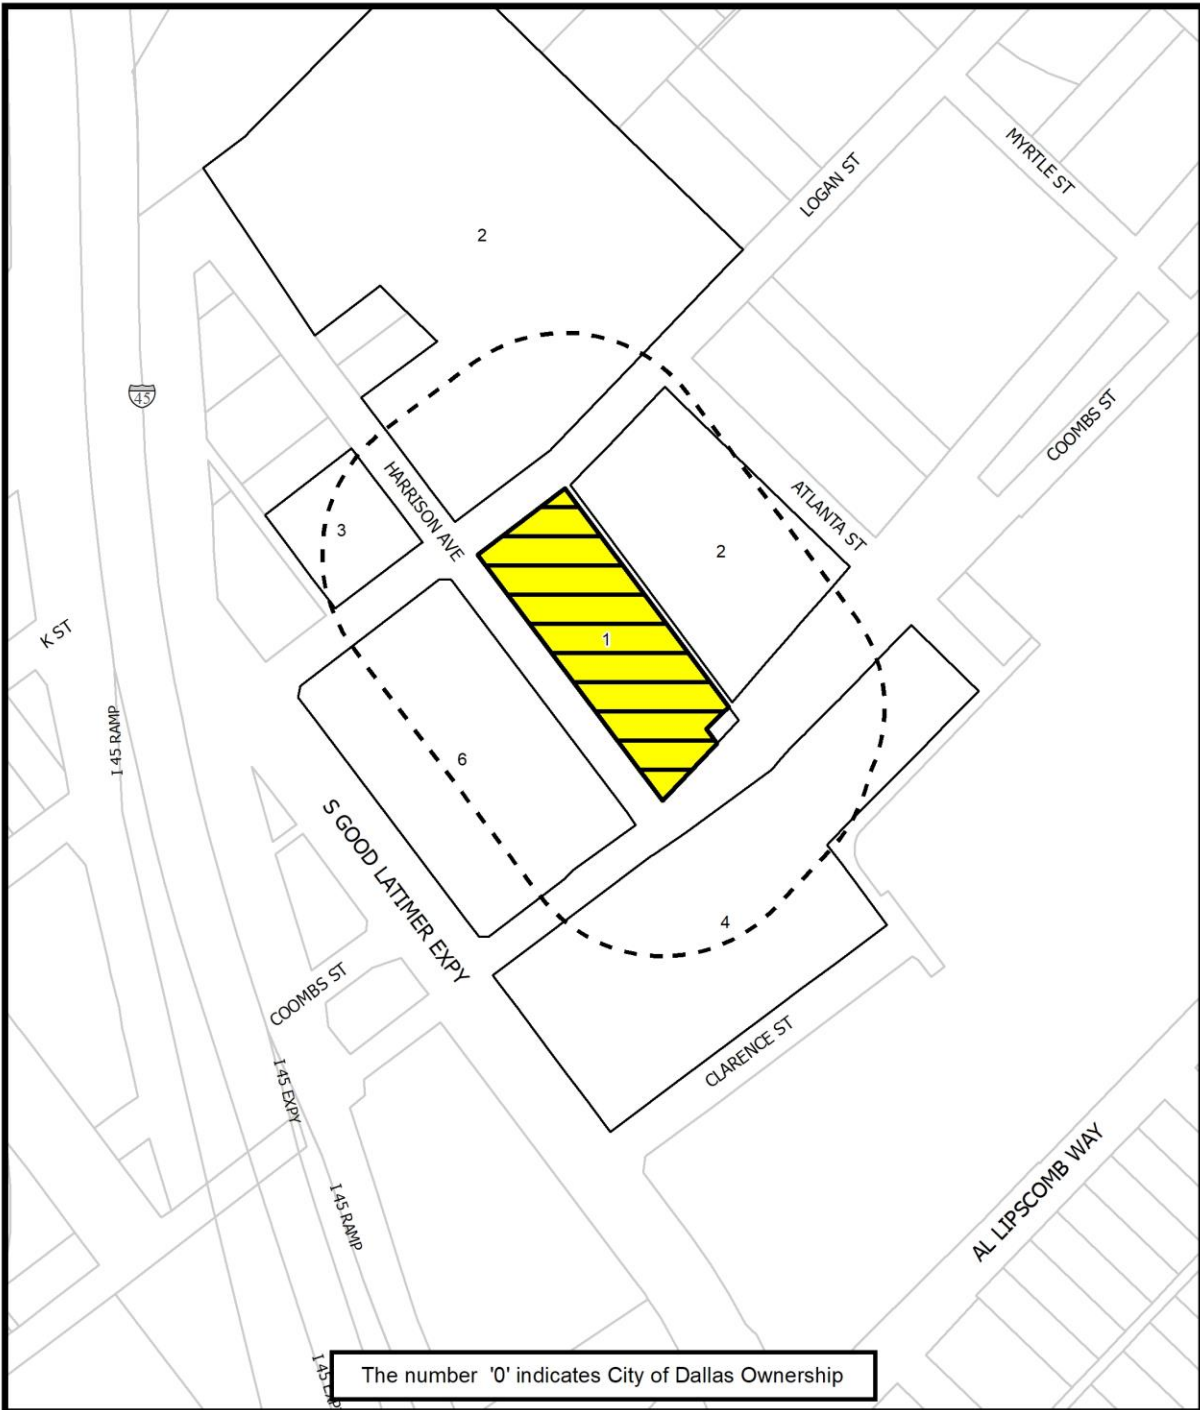 MYRTLE ST
LOGAN ST
2
45
COOMBS ST
HARRISON AVE
ATLANTA ST
3
2
K ST
1
I 45 RAMP
6
S GOOD LATIMER EXPY
4
COOMBS ST
CLARENCE ST
I 45 EXPY
AL LIPSCOMB WAY
I 45 RAMP
I 45 EXP
The number '0' indicates City of Dallas Ownership